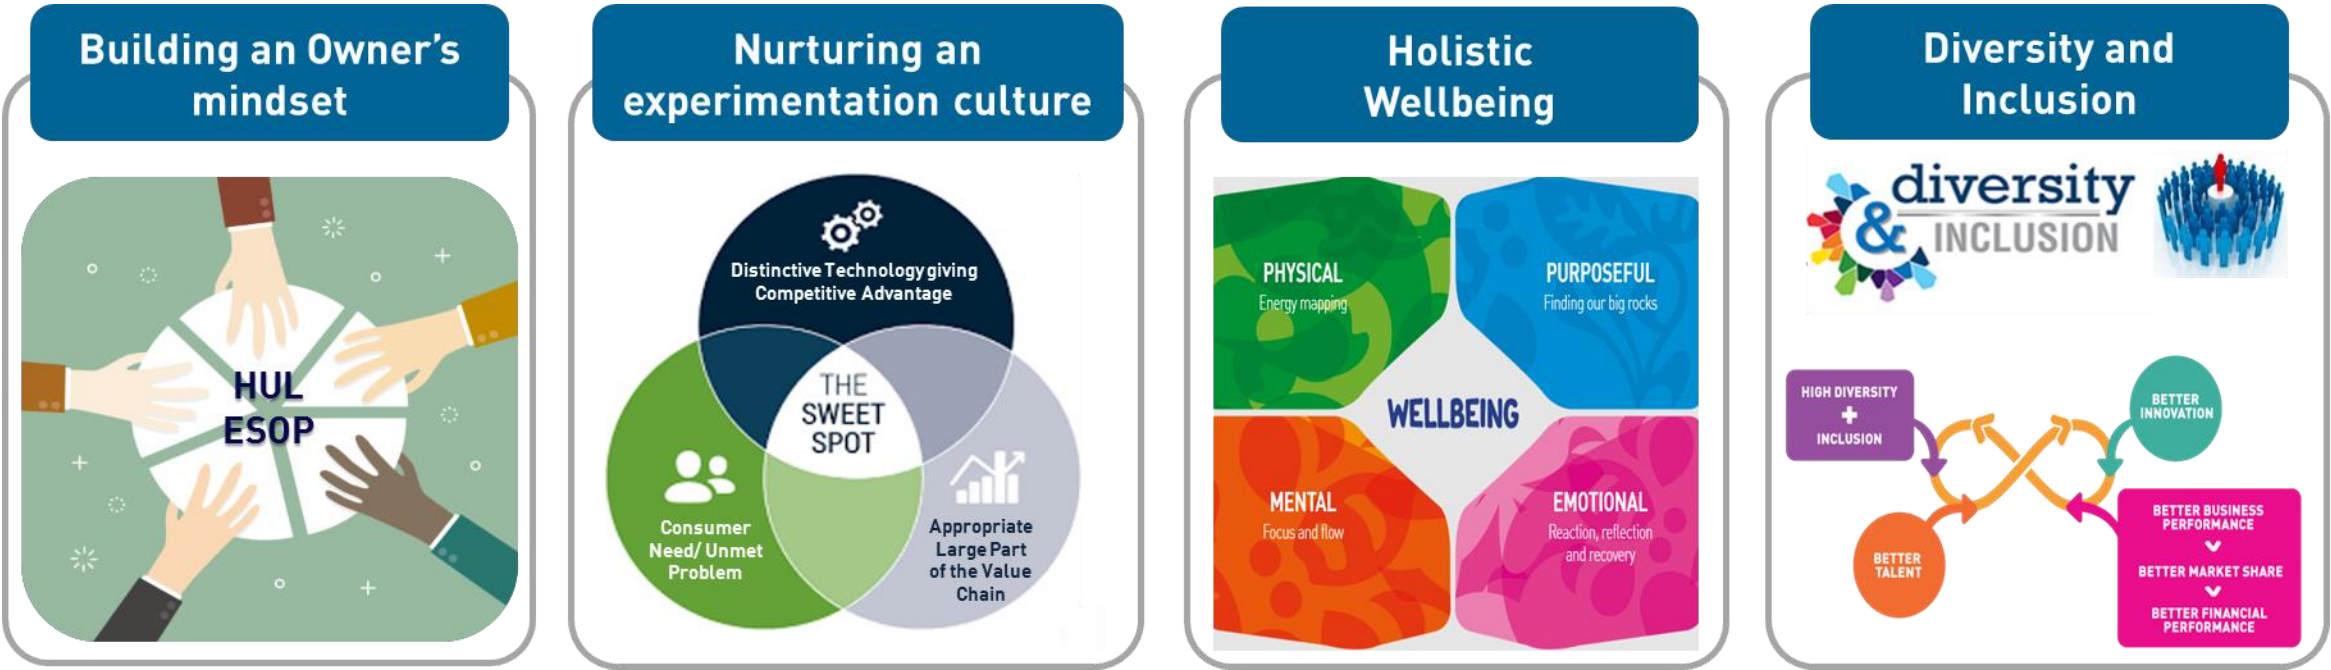 Building an Owner's
mindset
HUL
ESOP
Nurturing an
experimentation culture
Distinctive Technology giving
Competitive Advantage
THE
SWEET
SPOT
Consumer
Need/ Unmet
Problem
Appropriate
Large Part
of the Value
Chain
Holistic
Wellbeing
PHYSICAL
Energy mapping
PURPOSEFUL
Finding our big rocks
WELLBEING
MENTAL
Focus and flow
EMOTIONAL
Reaction, reflection
and recovery
Diversity and
Inclusion
diversity
& INCLUSION
HIGH DIVERSITY
+
INCLUSION
BETTER
INNOVATION
BETTER
TALENT
BETTER BUSINESS
PERFORMANCE
BETTER MARKET SHARE
BETTER FINANCIAL
PERFORMANCE